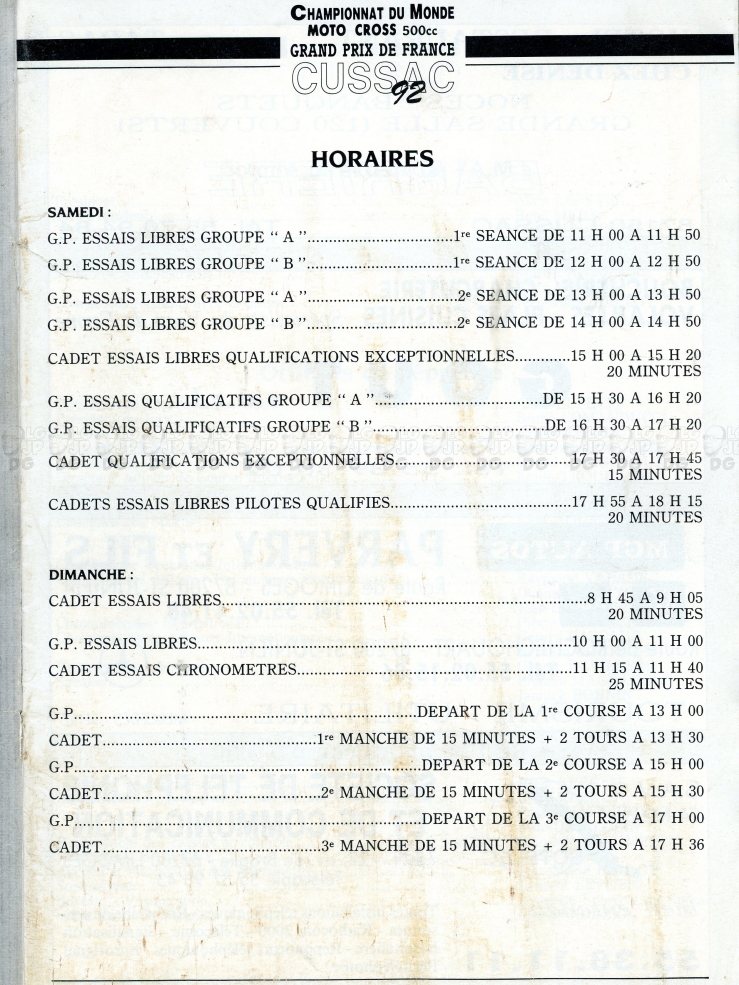 CHAMPIONNAT DU MONDE
MOTO CROSS 500cc
GRAND PRIX DE FRANCE
CUSSAC
92
HORAIRES
SAMEDI :
G.P. ESSAIS LIBRES GROUPE “ A ”................................1re SEANCE DE 11 H 00 A 11 H 50
G.P. ESSAIS LIBRES GROUPE “ B ”................................1re SEANCE DE 12 H 00 A 12 H 50
G.P. ESSAIS LIBRES GROUPE “ A ”................................2e SEANCE DE 13 H 00 A 13 H 50
G.P. ESSAIS LIBRES GROUPE “ B ”................................2e SEANCE DE 14 H 00 A 14 H 50
CADET ESSAIS LIBRES QUALIFICATIONS EXCEPTIONNELLES............15 H 00 A 15 H 20
20 MINUTES
G.P. ESSAIS QUALIFICATIFS GROUPE “ A ”.....................................DE 15 H 30 A 16 H 20
G.P. ESSAIS QUALIFICATIFS GROUPE “ B ”.....................................DE 16 H 30 A 17 H 20
CADET QUALIFICATIONS EXCEPTIONNELLES.......................................17 H 30 A 17 H 45
15 MINUTES
CADETS ESSAIS LIBRES PILOTES QUALIFIES........................................17 H 55 A 18 H 15
20 MINUTES
DIMANCHE :
CADET ESSAIS LIBRES................................................................................8 H 45 A 9 H 05
20 MINUTES
G.P. ESSAIS LIBRES..................................................................................10 H 00 A 11 H 00
CADET ESSAIS CHRONOMETRES............................................................11 H 15 A 11 H 40
25 MINUTES
G.P...........................................................................DEPART DE LA 1re COURSE A 13 H 00
CADET...............................................1re MANCHE DE 15 MINUTES + 2 TOURS A 13 H 30
G.P............................................................................DEPART DE LA 2e COURSE A 15 H 00
CADET................................................2e MANCHE DE 15 MINUTES + 2 TOURS A 15 H 30
G.P............................................................................DEPART DE LA 3e COURSE A 17 H 00
CADET................................................3e MANCHE DE 15 MINUTES + 2 TOURS A 17 H 36